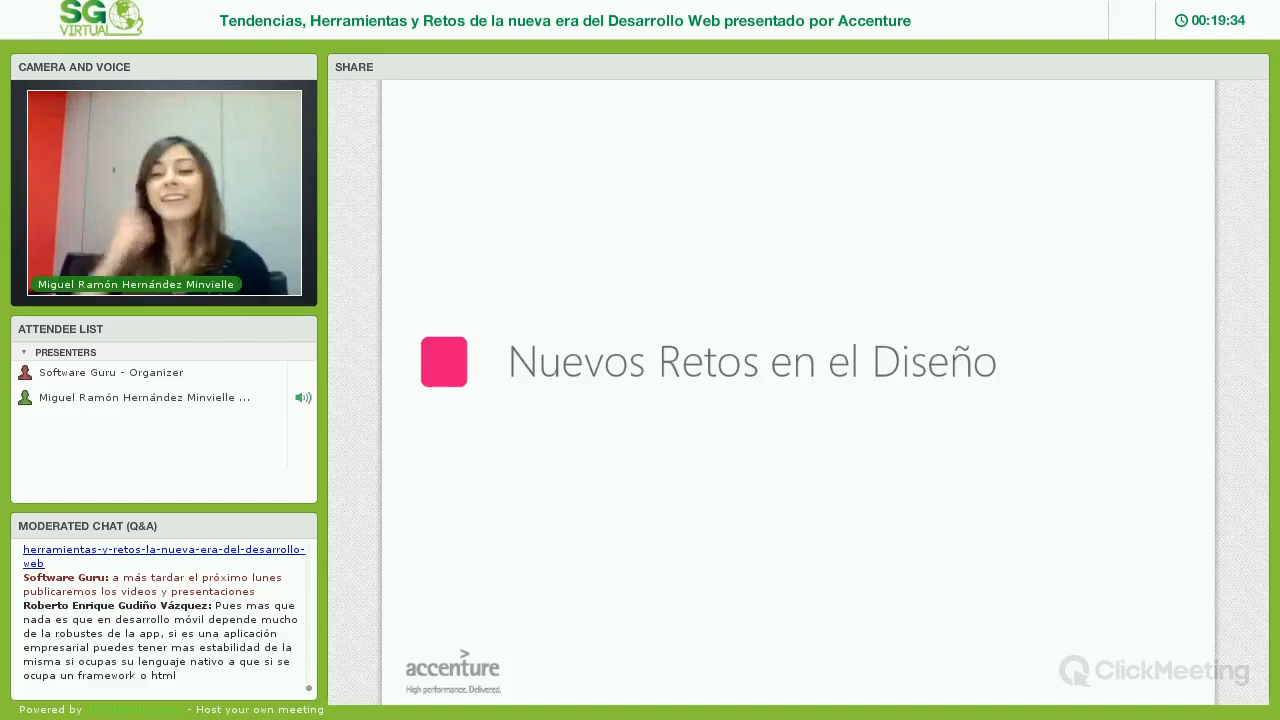 SG
VIRTUAL
Tendencias, Herramientas y Retos de la nueva era del Desarrollo Web presentado por Accenture
00:19:34
CAMERA AND VOICE
Miguel Ramón Hernández Minvielle
ATTENDEE LIST
PRESENTERS
Software Guru - Organizer
Miguel Ramón Hernández Minvielle ...
MODERATED CHAT (Q&A)
herramientas-y-retos-la-nueva-era-del-desarrollo-
web
Software Guru: a más tardar el próximo lunes
publicaremos los videos y presentaciones
Roberto Enrique Gudiño Vázquez: Pues mas que
nada es que en desarrollo móvil depende mucho
de la robustes de la app, si es una aplicación
empresarial puedes tener mas estabilidad de la
misma si ocupas su lenguaje nativo a que si se
ocupa un framework o html
Powered by ClickMeeting.com - Host your own meeting
SHARE
Nuevos Retos en el Diseño
accenture
High performance. Delivered.
ClickMeeting